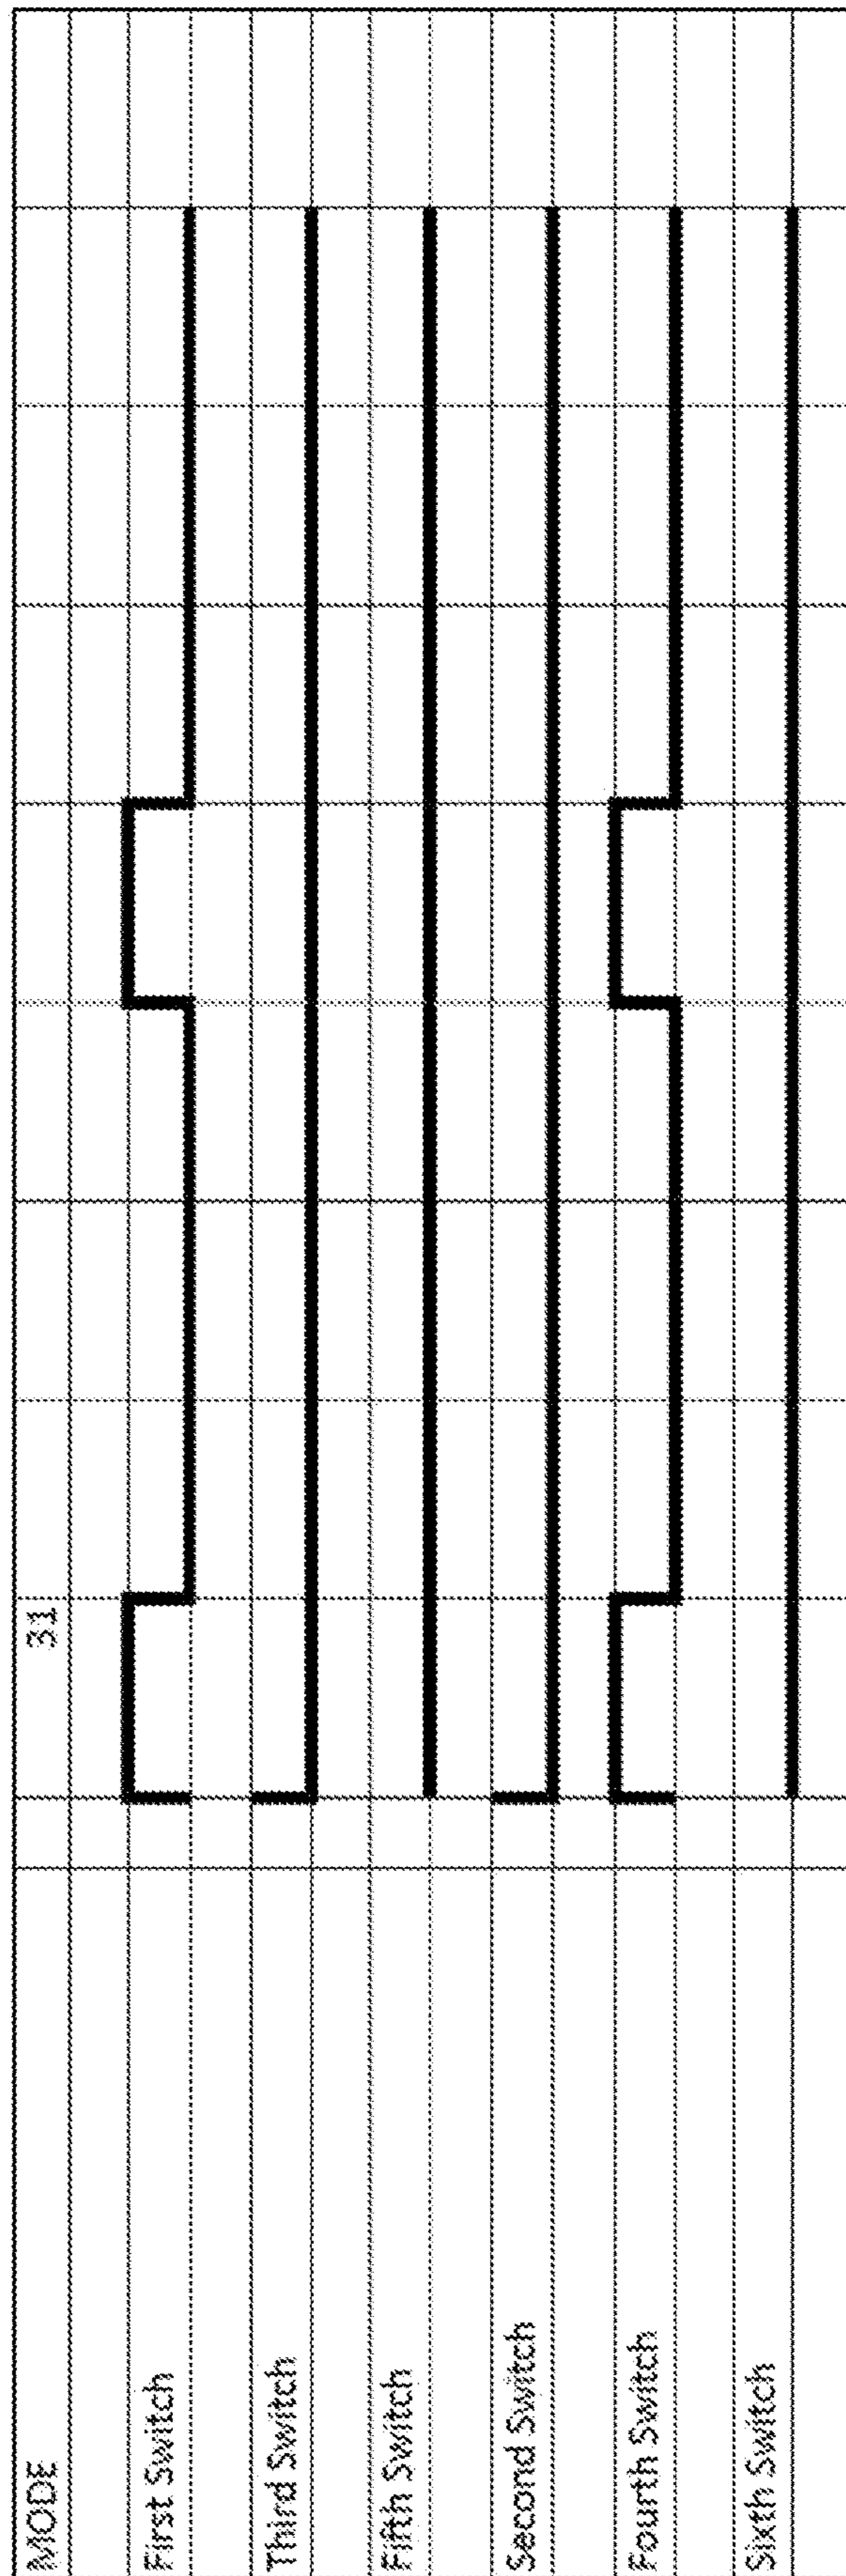 MODE 31
First Switch
Third Switch
Fifth Switch
Second Switch
Fourth Switch
Sixth Switch